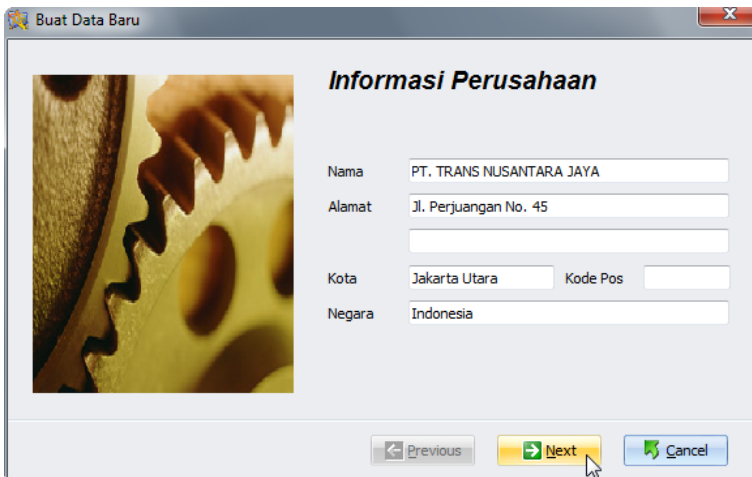 Buat Data Baru
Informasi Perusahaan
Nama PT. TRANS NUSANTARA JAYA
Alamat Jl. Perjuangan No. 45
Kota Jakarta Utara Kode Pos
Negara Indonesia
Previous Next Cancel